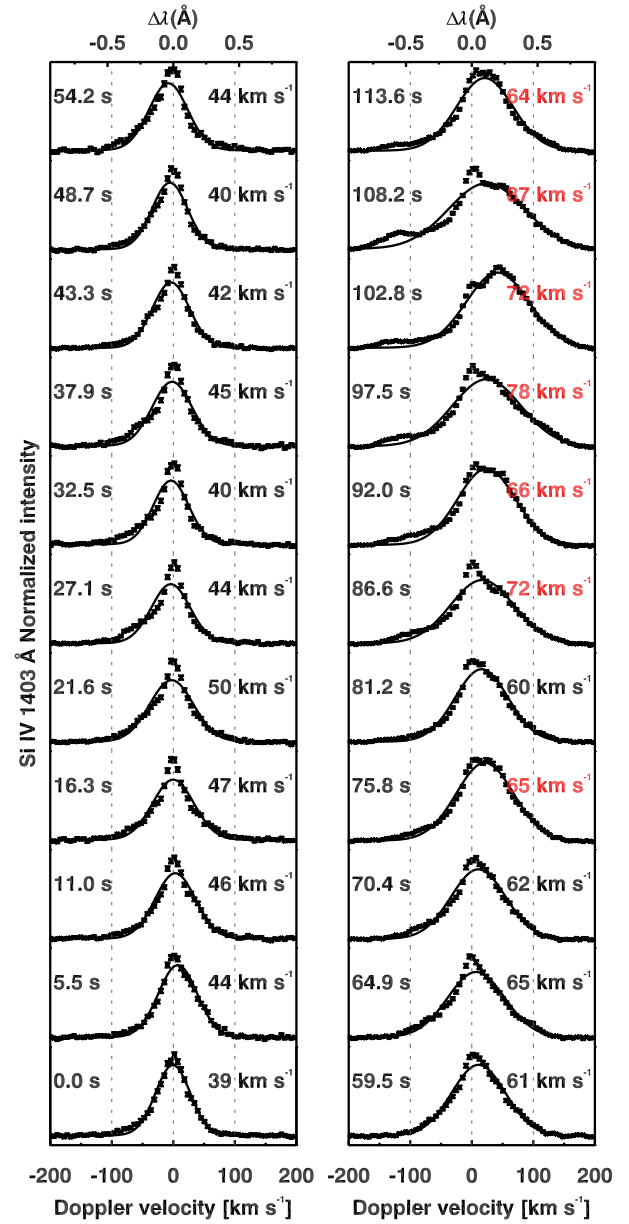 Δλ(Å) Δλ(Å)
-0.5 0.0 0.5 -0.5 0.0 0.5
54.2 s 44 km s⁻¹ 113.6 s 64 km s⁻¹
48.7 s 40 km s⁻¹ 108.2 s 87 km s⁻¹
43.3 s 42 km s⁻¹ 102.8 s 72 km s⁻¹
37.9 s 45 km s⁻¹ 97.5 s 78 km s⁻¹
32.5 s 40 km s⁻¹ 92.0 s 66 km s⁻¹
27.1 s 44 km s⁻¹ 86.6 s 72 km s⁻¹
21.6 s 50 km s⁻¹ 81.2 s 60 km s⁻¹
16.3 s 47 km s⁻¹ 75.8 s 65 km s⁻¹
11.0 s 46 km s⁻¹ 70.4 s 62 km s⁻¹
5.5 s 44 km s⁻¹ 64.9 s 65 km s⁻¹
0.0 s 39 km s⁻¹ 59.5 s 61 km s⁻¹
Si IV 1403 Å Normalized intensity
-200 -100 0 100 200 -200 -100 0 100 200
Doppler velocity [km s⁻¹] Doppler velocity [km s⁻¹]